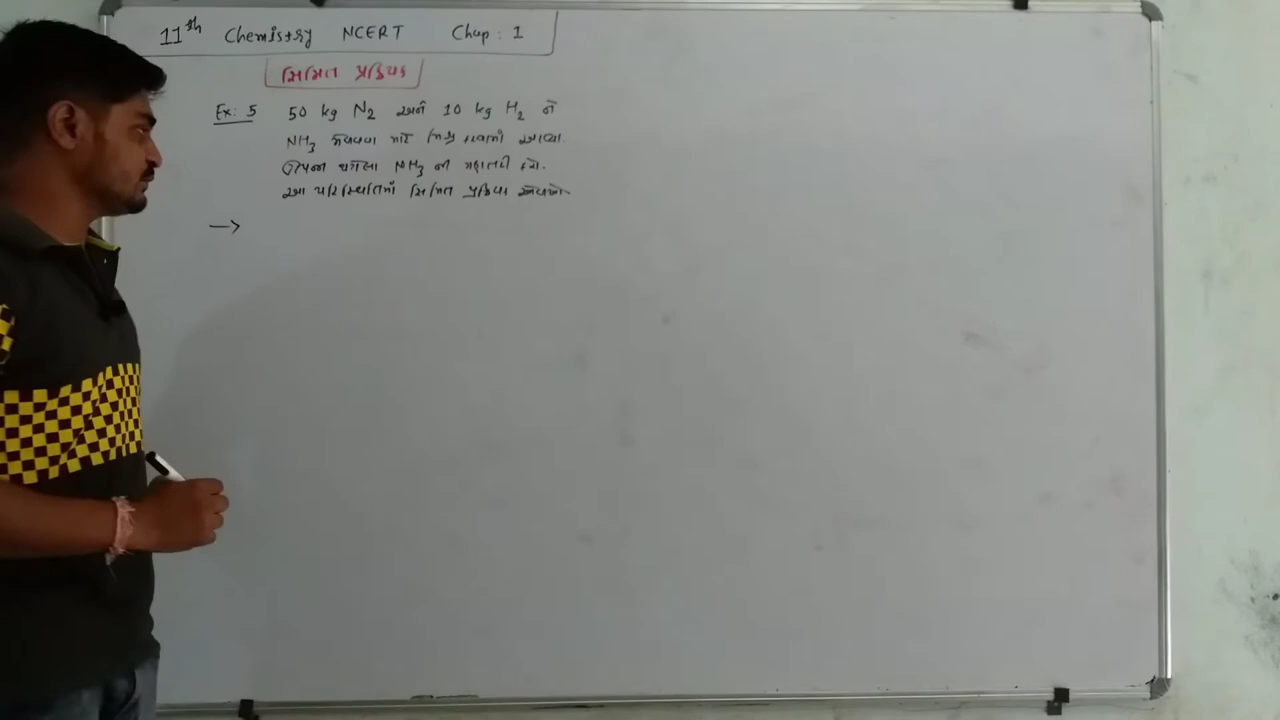 11th Chemistry NCERT Chap: 1
સિમિત પ્રક્રિયક
Ex: 5 50 kg N2 અને 10 kg H2 ને
NH3 બનાવવા માટે મિશ્ર કરવામાં આવ્યા.
ઉત્પન્ન થયેલા NH3 ની ગણતરી કરો.
આ પરિસ્થિતિમાં સિમિત પ્રક્રિયક ઓળખો.
→